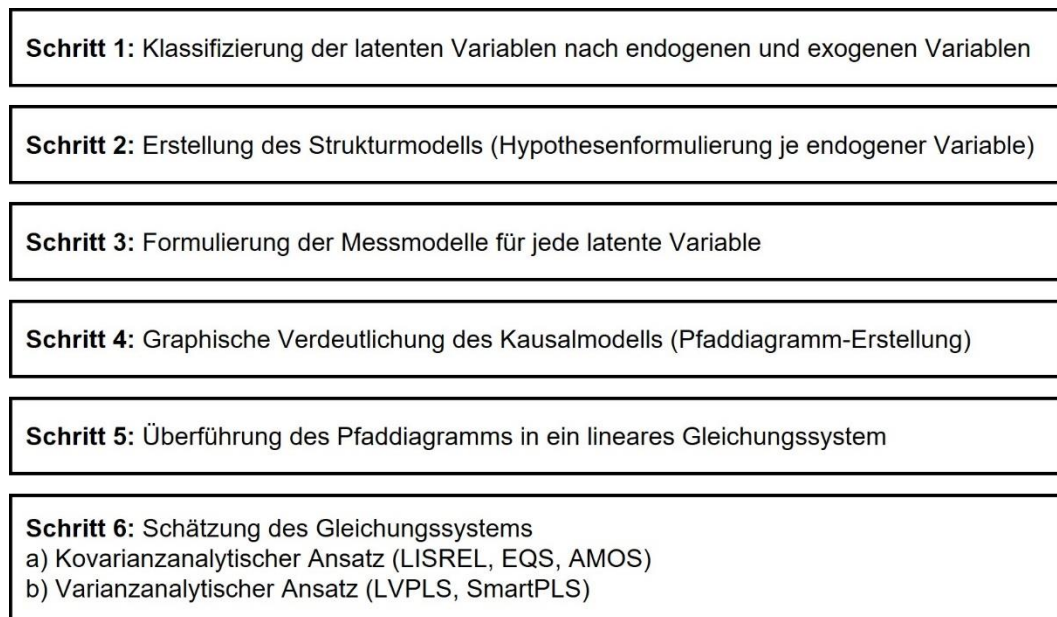 Schritt 1: Klassifizierung der latenten Variablen nach endogenen und exogenen Variablen
Schritt 2: Erstellung des Strukturmodells (Hypothesenformulierung je endogener Variable)
Schritt 3: Formulierung der Messmodelle für jede latente Variable
Schritt 4: Graphische Verdeutlichung des Kausalmodells (Pfaddiagramm-Erstellung)
Schritt 5: Überführung des Pfaddiagramms in ein lineares Gleichungssystem
Schritt 6: Schätzung des Gleichungssystems
a) Kovarianzanalytischer Ansatz (LISREL, EQS, AMOS)
b) Varianzanalytischer Ansatz (LVPLS, SmartPLS)